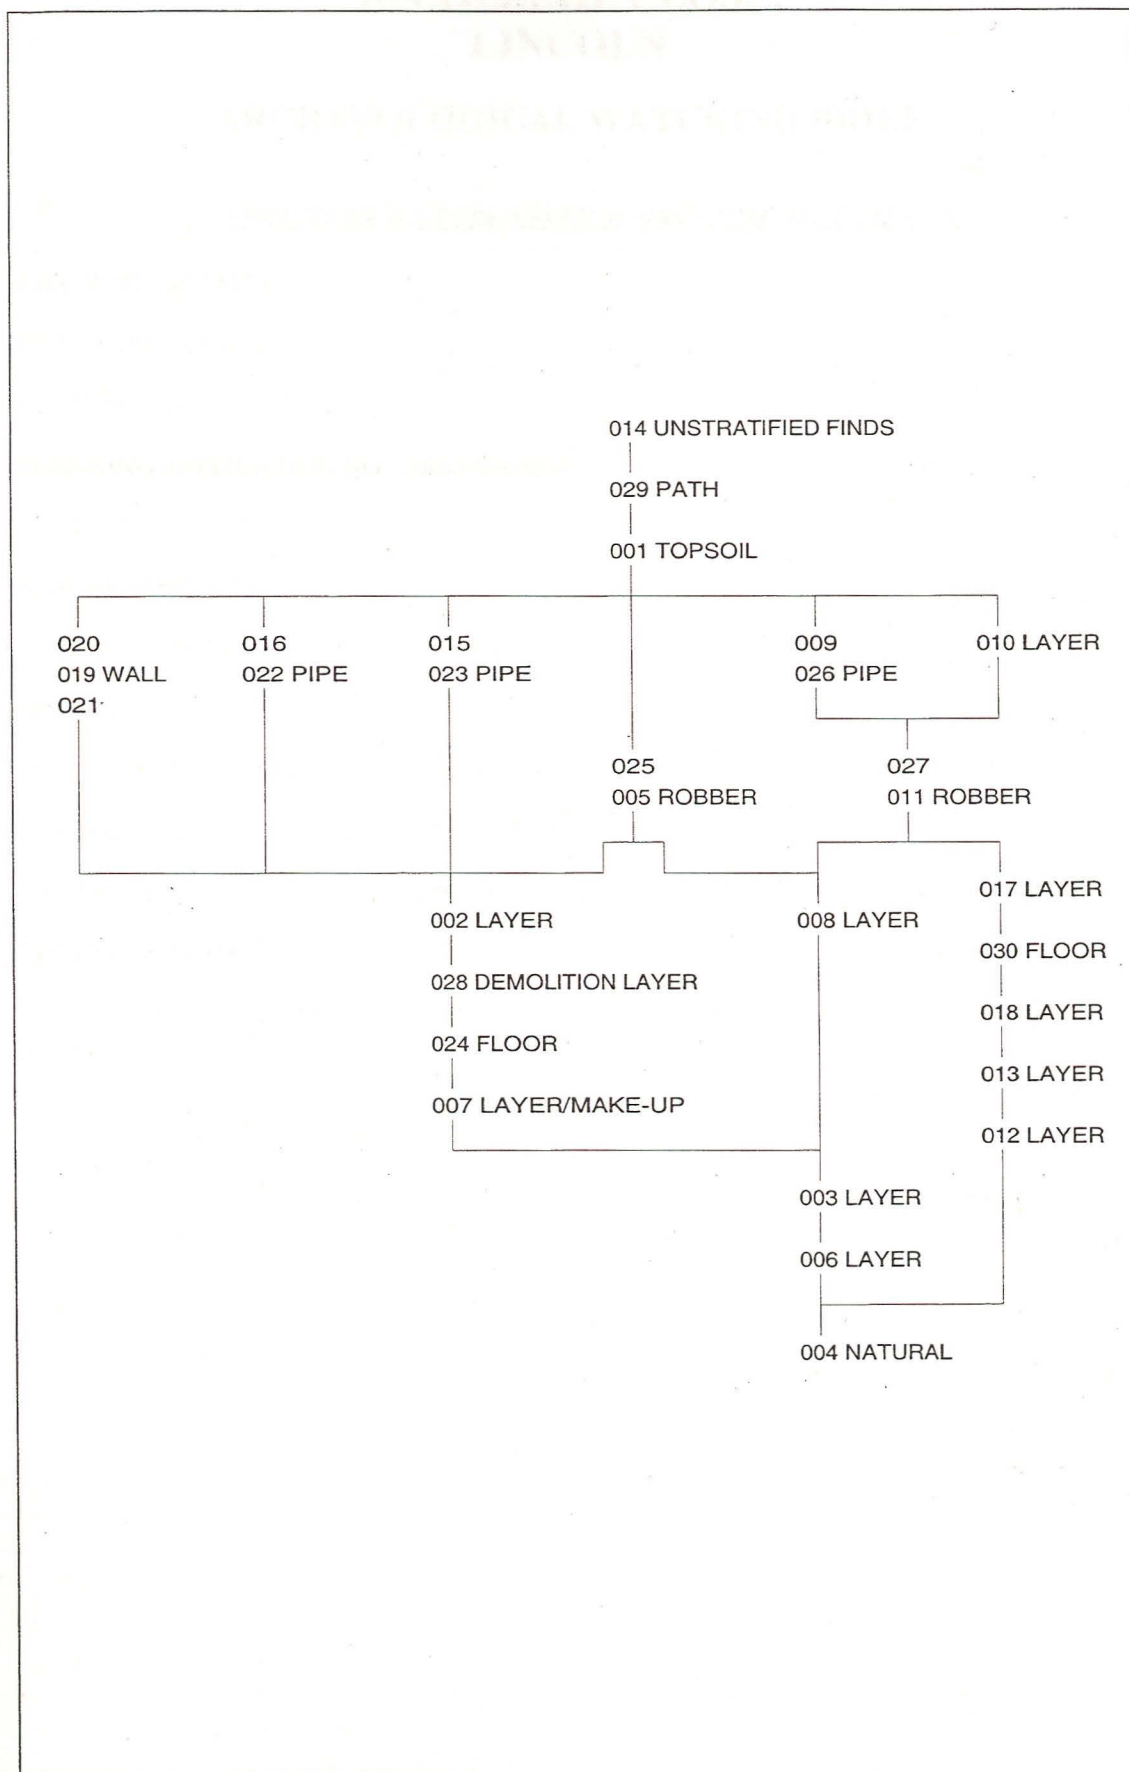 014 UNSTRATIFIED FINDS
029 PATH
001 TOPSOIL
020
019 WALL
021
016
022 PIPE
015
023 PIPE
009
026 PIPE
010 LAYER
025
005 ROBBER
027
011 ROBBER
002 LAYER
028 DEMOLITION LAYER
024 FLOOR
007 LAYER/MAKE-UP
008 LAYER
017 LAYER
030 FLOOR
018 LAYER
013 LAYER
012 LAYER
003 LAYER
006 LAYER
004 NATURAL